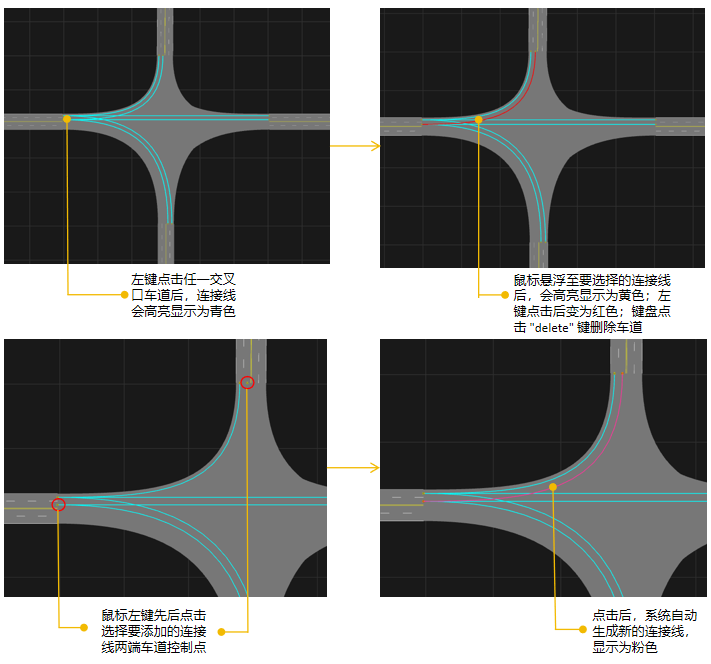 左键点击任一交叉
口车道后，连接线
会高亮显示为青色
鼠标悬浮至要选择的连接线
后，会高亮显示为黄色；左
键点击后变为红色；键盘点
击 "delete" 键删除车道
鼠标左键先后点击
选择要添加的连接
线两端车道控制点
点击后，系统自动
生成新的连接线，
显示为粉色